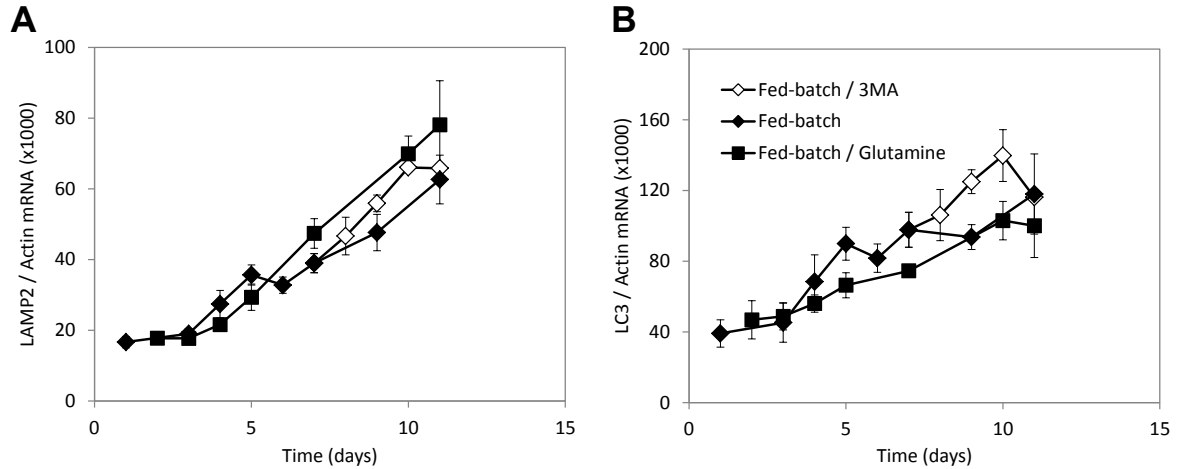 A
LAMP2 / Actin mRNA (x1000)
100
80
60
40
20
0
0
5
10
15
Time (days)
B
LC3 / Actin mRNA (x1000)
200
160
120
80
40
0
Fed-batch / 3MA
Fed-batch
Fed-batch / Glutamine
0
5
10
15
Time (days)